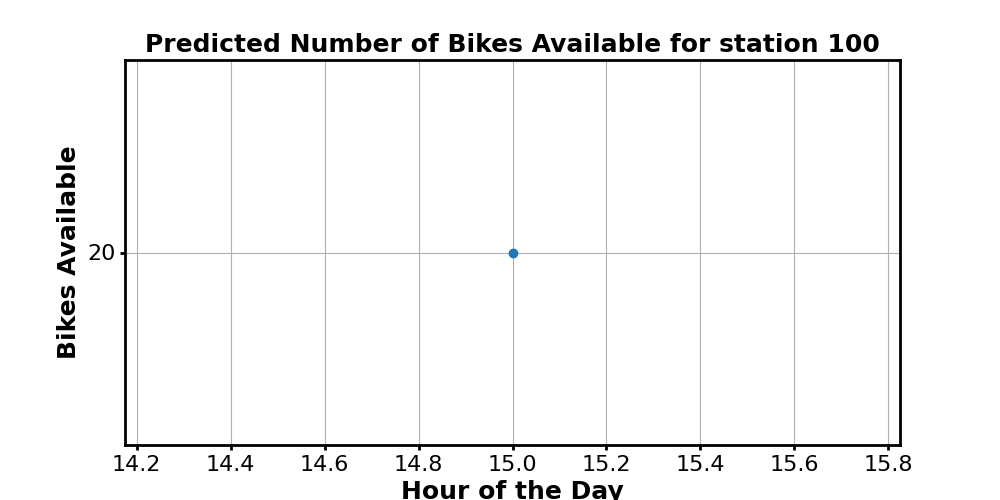 Predicted Number of Bikes Available for station 100
Bikes Available
20
14.2 14.4 14.6 14.8 15.0 15.2 15.4 15.6 15.8
Hour of the Day